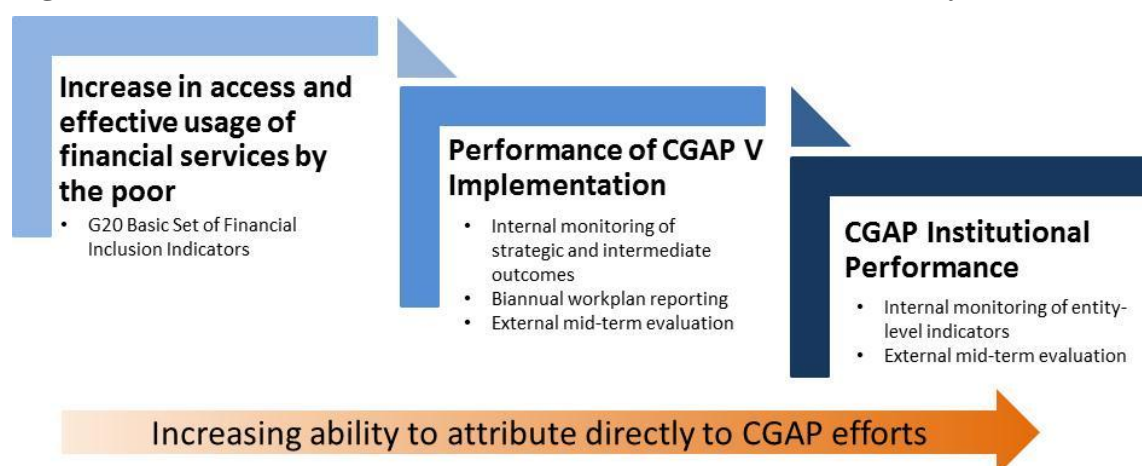 Increase in access and
effective usage of
financial services by
the poor
• G20 Basic Set of Financial
Inclusion Indicators
Performance of CGAP V
Implementation
• Internal monitoring of
strategic and intermediate
outcomes
• Biannual workplan reporting
• External mid-term evaluation
CGAP Institutional
Performance
• Internal monitoring of entity-
level indicators
• External mid-term evaluation
Increasing ability to attribute directly to CGAP efforts